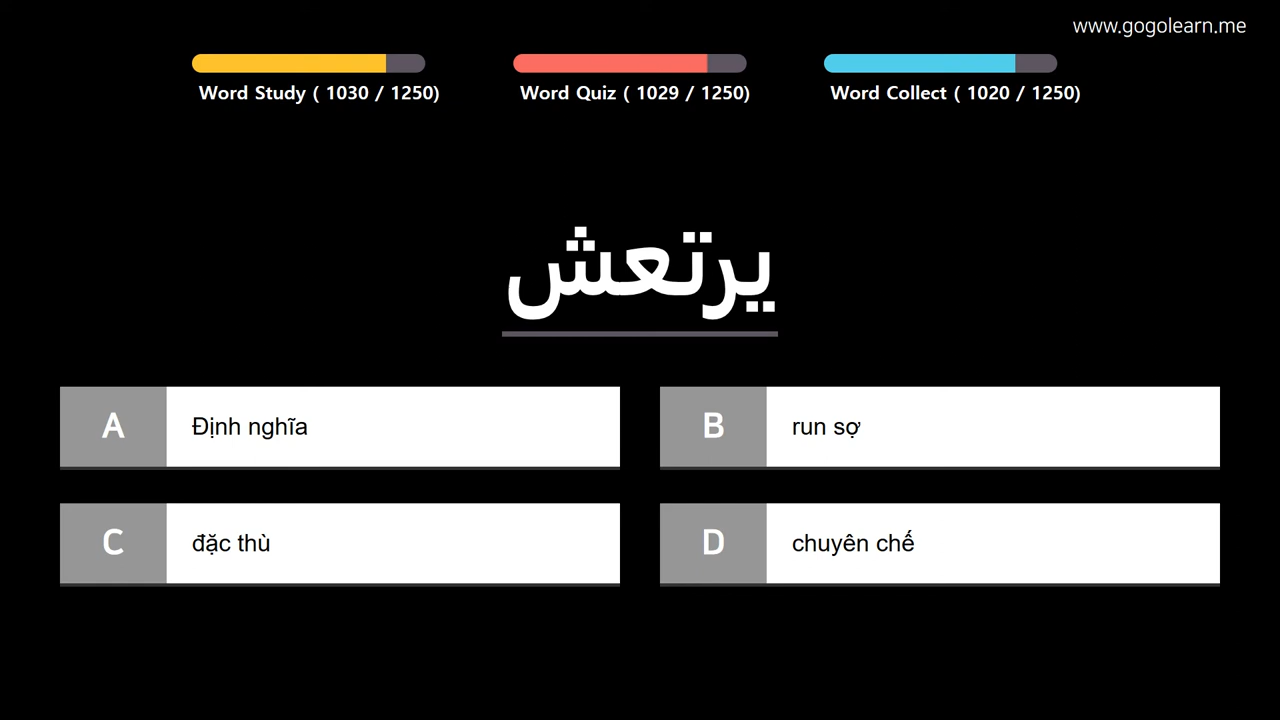 www.gogolearn.me
Word Study ( 1030 / 1250)
Word Quiz ( 1029 / 1250)
Word Collect ( 1020 / 1250)
يرتعش
A
Định nghĩa
B
run sợ
C
đặc thù
D
chuyên chế